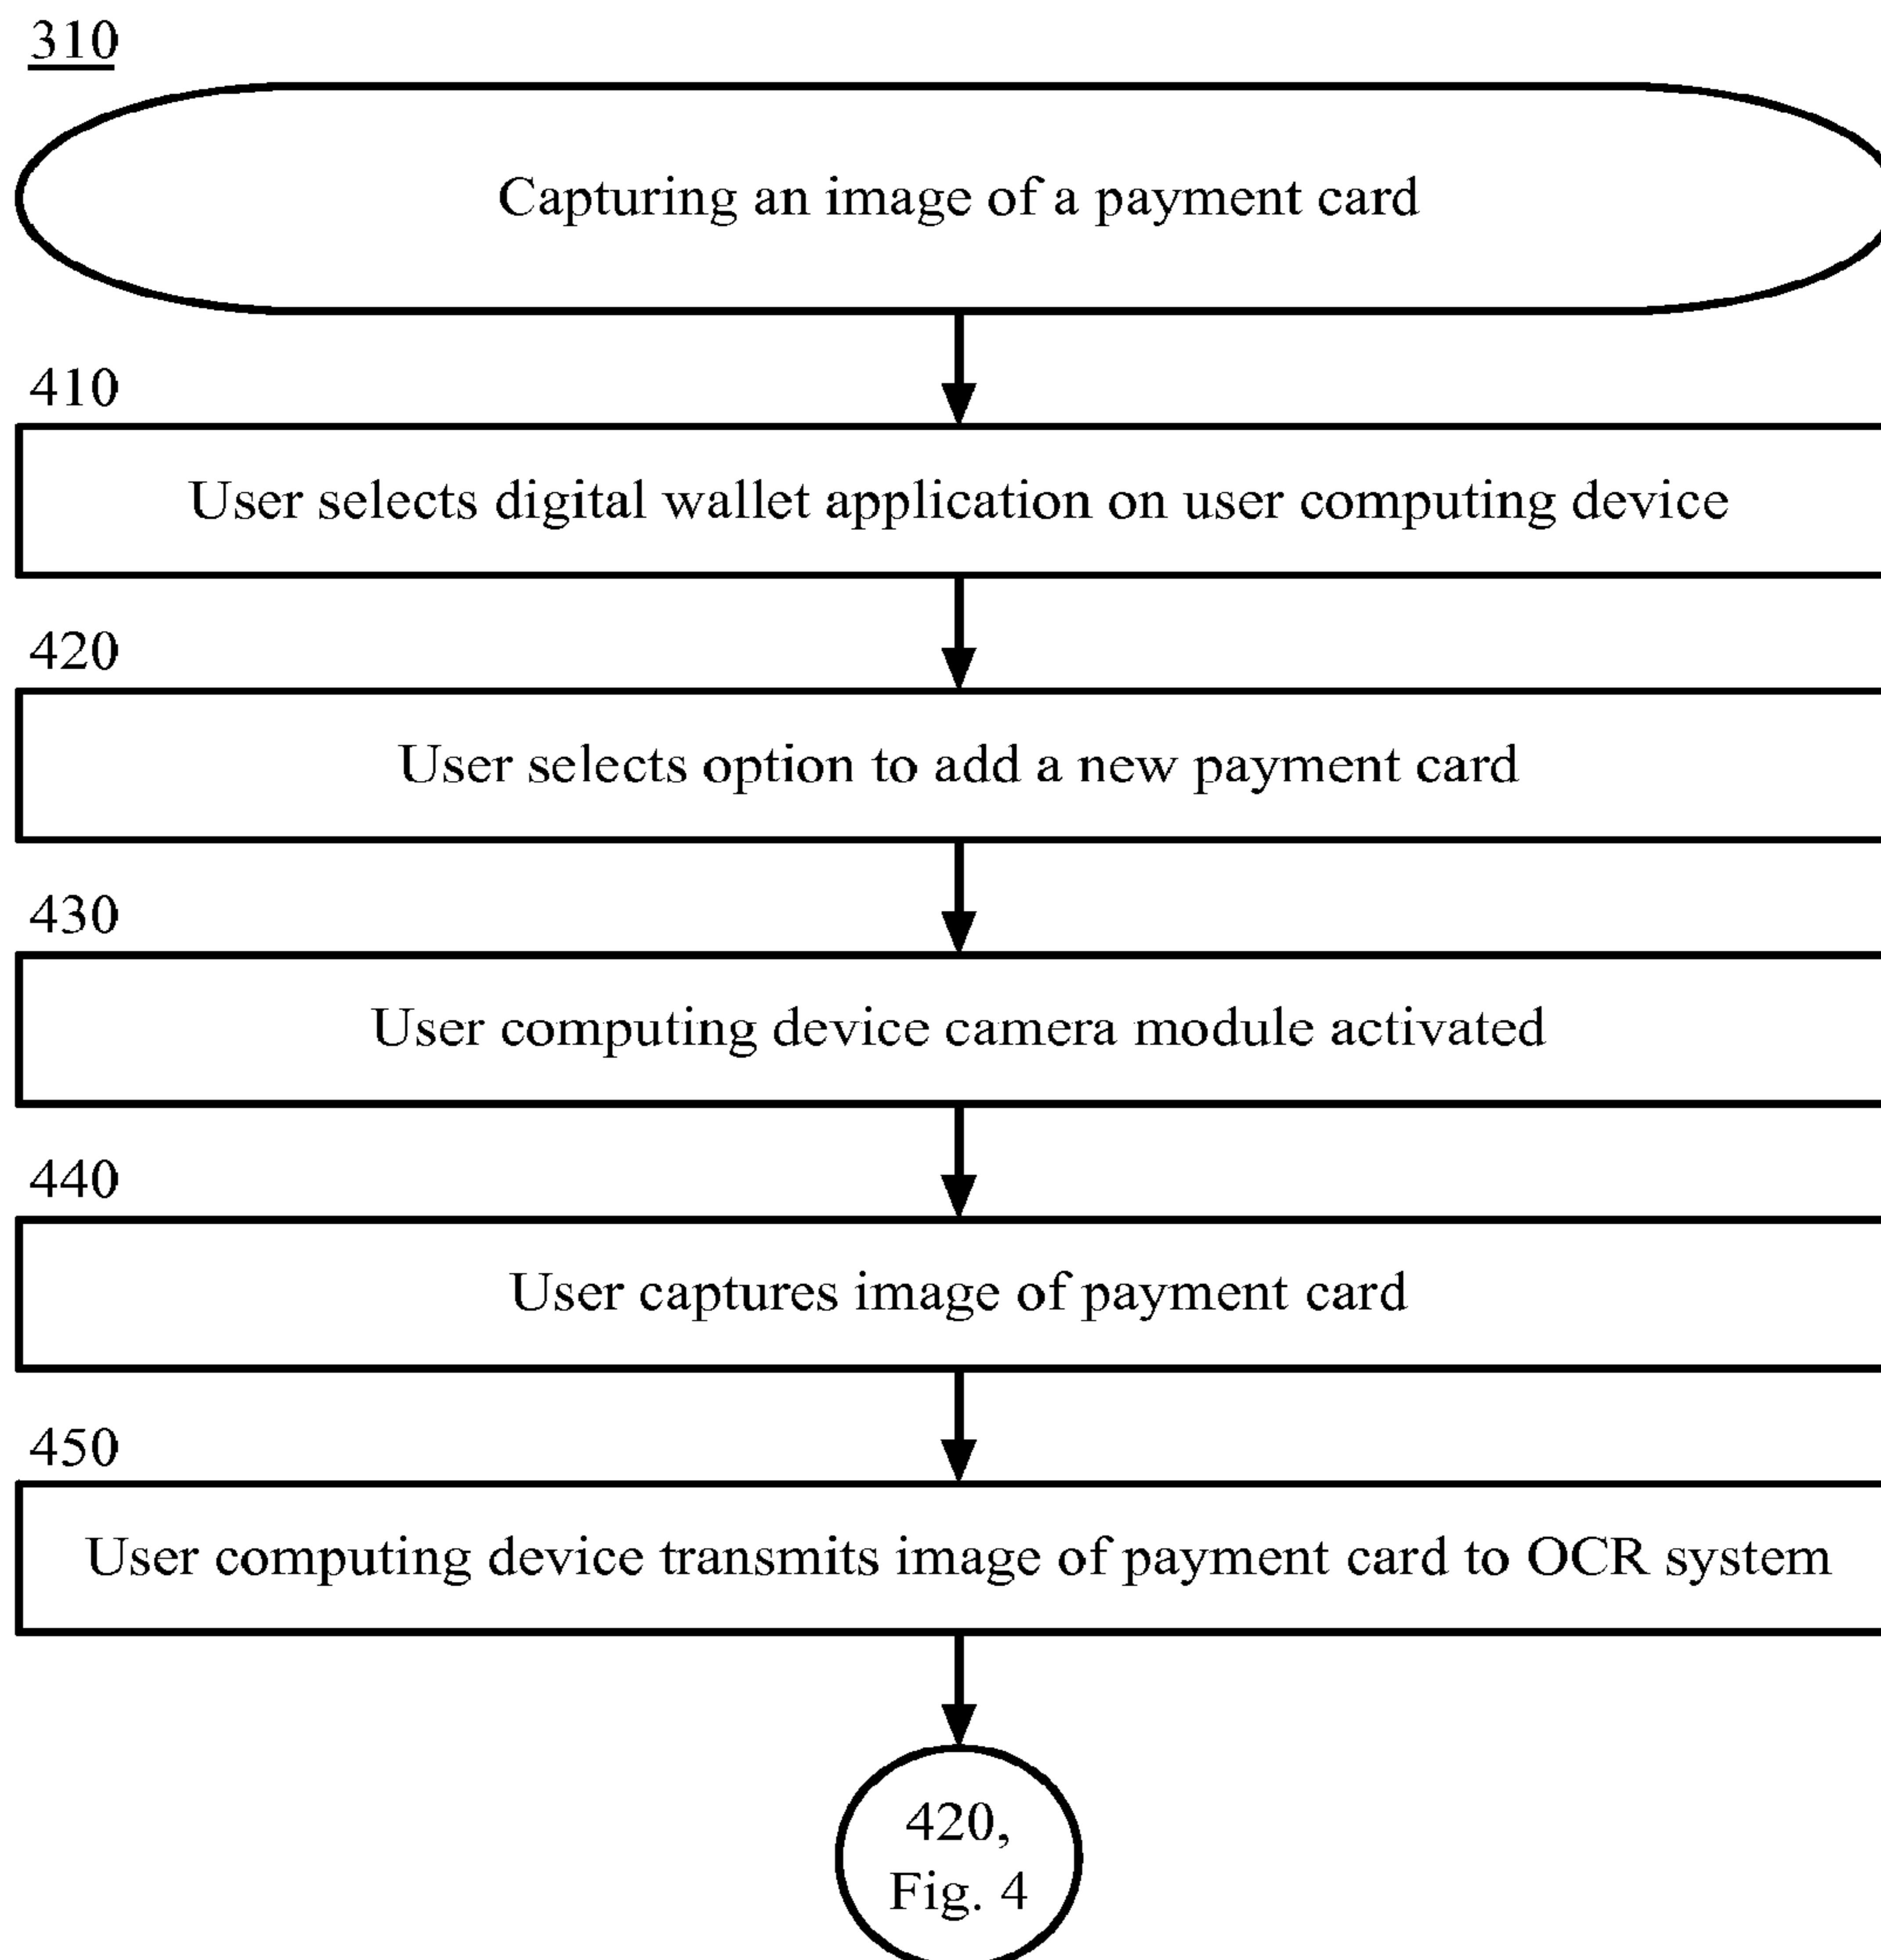 310
Capturing an image of a payment card
410
User selects digital wallet application on user computing device
420
User selects option to add a new payment card
430
User computing device camera module activated
440
User captures image of payment card
450
User computing device transmits image of payment card to OCR system
420,
Fig. 4